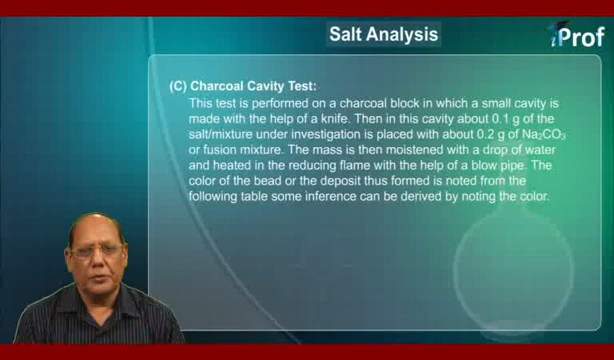 Salt Analysis
iProf
(C) Charcoal Cavity Test:
This test is performed on a charcoal block in which a small cavity is
made with the help of a knife. Then in this cavity about 0.1 g of the
salt/mixture under investigation is placed with about 0.2 g of Na₂CO₃
or fusion mixture. The mass is then moistened with a drop of water
and heated in the reducing flame with the help of a blow pipe. The
color of the bead or the deposit thus formed is noted from the
following table some inference can be derived by noting the color.